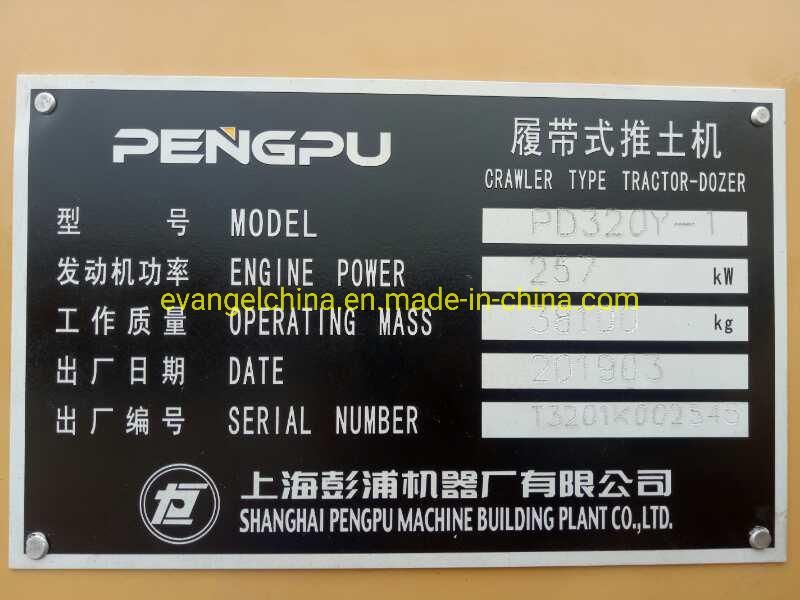 PENGPU
履带式推土机
CRAWLER TYPE TRACTOR-DOZER
型号 MODEL PD320Y-1
发动机功率 ENGINE POWER 257 kW
evangelchina.en.made-in-china.com
工作质量 OPERATING MASS kg
出厂日期 DATE 201903
出厂编号 SERIAL NUMBER
上海彭浦机器厂有限公司
SHANGHAI PENGPU MACHINE BUILDING PLANT CO.,LTD.